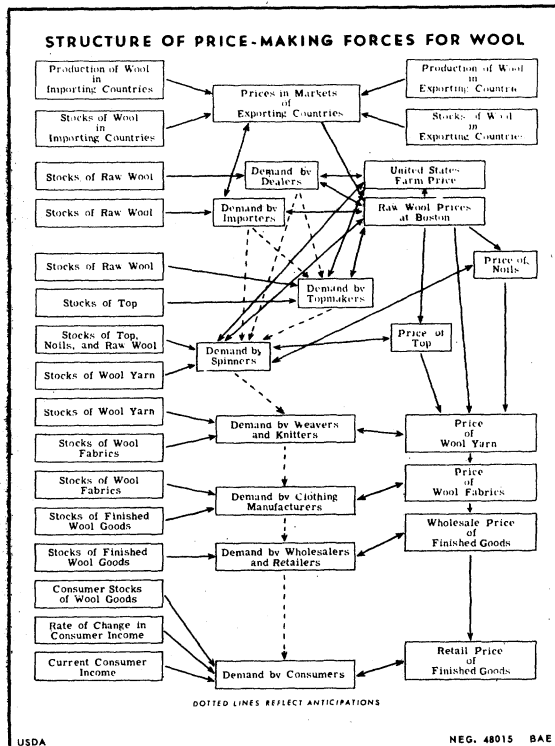 STRUCTURE OF PRICE-MAKING FORCES FOR WOOL
Production of Wool
in
Importing Countries
Stocks of Wool
in
Importing Countries
Prices in Markets
of
Exporting Countries
Production of Wool
in
Exporting Countrie
Stocks of Wool
in
Exporting Countries
Stocks of Raw Wool
Demand by
Dealers
United States
Farm Price
Stocks of Raw Wool
Demand by
Importers
Raw Wool Prices
at Boston
Stocks of Raw Wool
Demand by
Topmakers
Price of
Noils
Stocks of Top
Stocks of Top,
Noils, and Raw Wool
Demand by
Spinners
Price of
Top
Stocks of Wool Yarn
Stocks of Wool Yarn
Demand by Weavers
and Knitters
Price
of
Wool Yarn
Stocks of Wool
Fabrics
Stocks of Wool
Fabrics
Demand by Clothing
Manufacturers
Price
of
Wool Fabrics
Stocks of Finished
Wool Goods
Stocks of Finished
Wool Goods
Demand by Wholesalers
and Retailers
Wholesale Price
of
Finished Goods
Consumer Stocks
of Wool Goods
Rate of Change in
Consumer Income
Current Consumer
Income
Demand by Consumers
Retail Price
of
Finished Goods
DOTTED LINES REFLECT ANTICIPATIONS
USDA
NEG. 48015 BAE